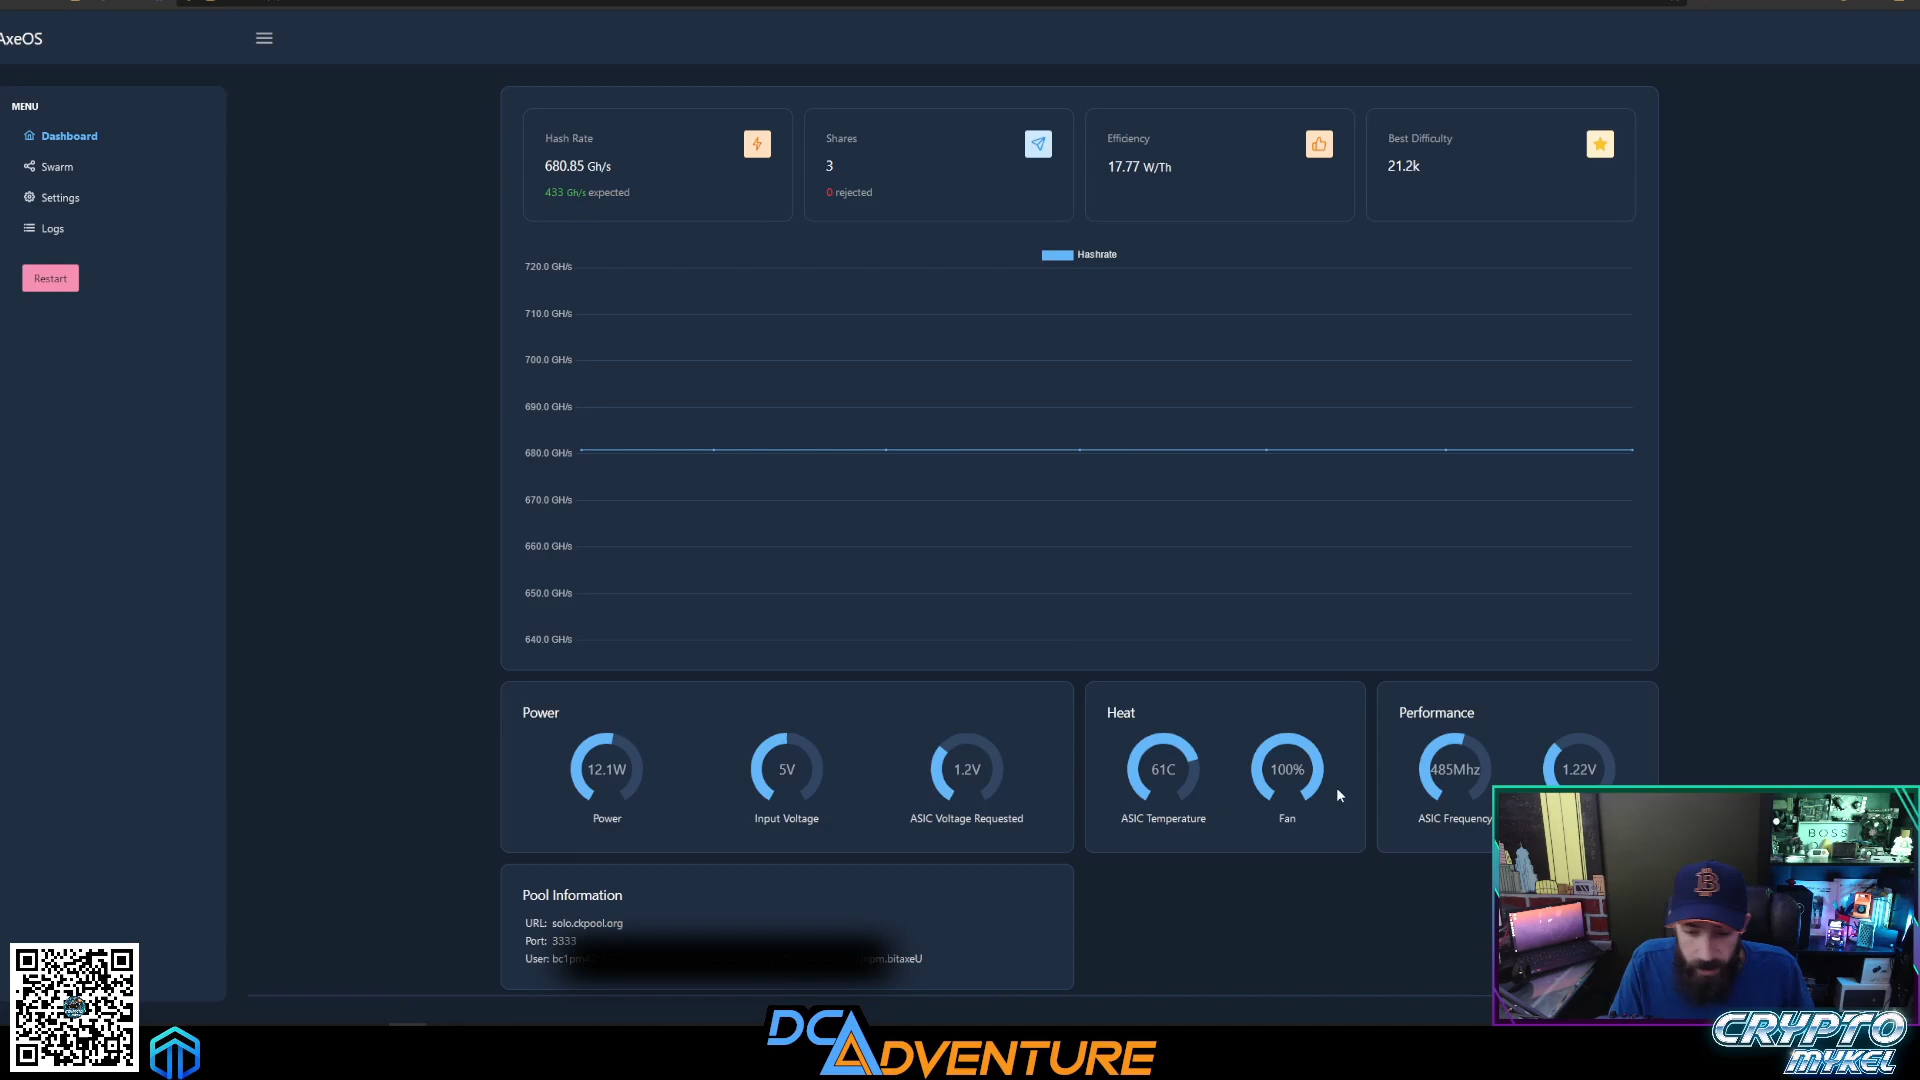 AxeOS
MENU
Dashboard
Swarm
Settings
Logs
Restart
Hash Rate
680.85 Gh/s
433 Gh/s expected
Shares
3
0 rejected
Efficiency
17.77 W/Th
Best Difficulty
21.2k
Hashrate
720.0 GH/s
710.0 GH/s
700.0 GH/s
690.0 GH/s
680.0 GH/s
670.0 GH/s
660.0 GH/s
650.0 GH/s
640.0 GH/s
Power
12.1W
Power
5V
Input Voltage
1.2V
ASIC Voltage Requested
Heat
61C
ASIC Temperature
100%
Fan
Performance
485Mhz
ASIC Frequency
1.22V
Pool Information
URL: solo.ckpool.org
Port: 3333
User: pm.bitaxeU
BOSS
DCADVENTURE
CRYPTO
MYKEL